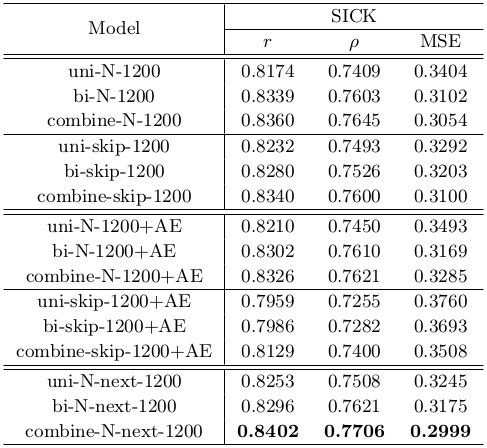 Model SICK
r ρ MSE
uni-N-1200 0.8174 0.7409 0.3404
bi-N-1200 0.8339 0.7603 0.3102
combine-N-1200 0.8360 0.7645 0.3054
uni-skip-1200 0.8232 0.7493 0.3292
bi-skip-1200 0.8280 0.7526 0.3203
combine-skip-1200 0.8340 0.7600 0.3100
uni-N-1200+AE 0.8210 0.7450 0.3493
bi-N-1200+AE 0.8302 0.7610 0.3169
combine-N-1200+AE 0.8326 0.7621 0.3285
uni-skip-1200+AE 0.7959 0.7255 0.3760
bi-skip-1200+AE 0.7986 0.7282 0.3693
combine-skip-1200+AE 0.8129 0.7400 0.3508
uni-N-next-1200 0.8253 0.7508 0.3245
bi-N-next-1200 0.8296 0.7621 0.3175
combine-N-next-1200 0.8402 0.7706 0.2999